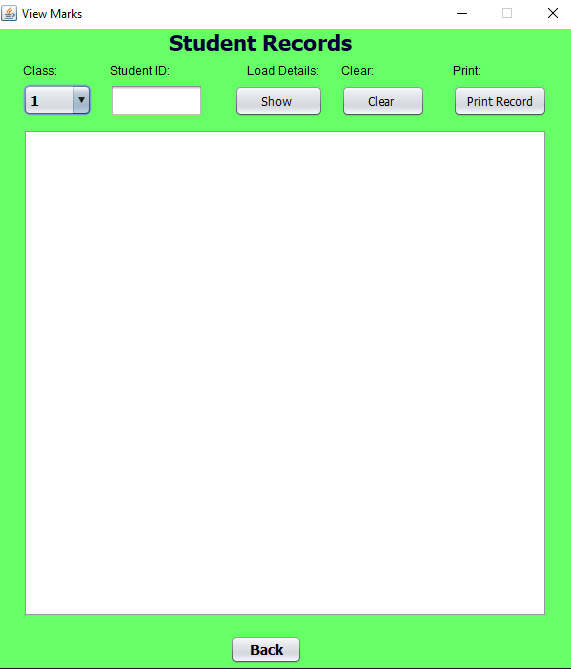 View Marks
Student Records
Class: Student ID: Load Details: Clear: Print:
1 Show Clear Print Record
Back